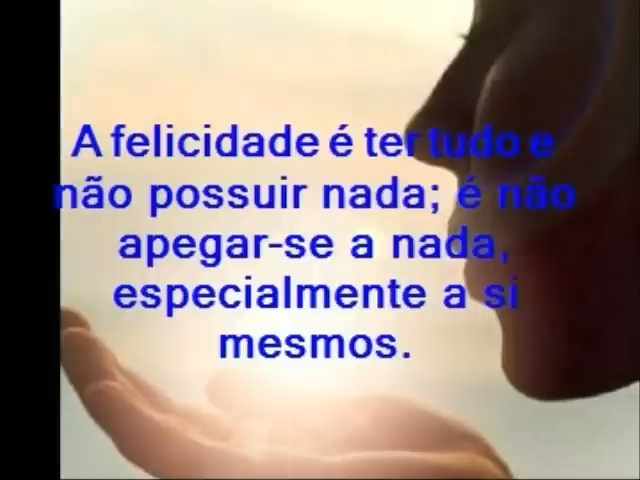 A felicidade é ter tudo e
não possuir nada; é não
apegar-se a nada,
especialmente a si
mesmos.